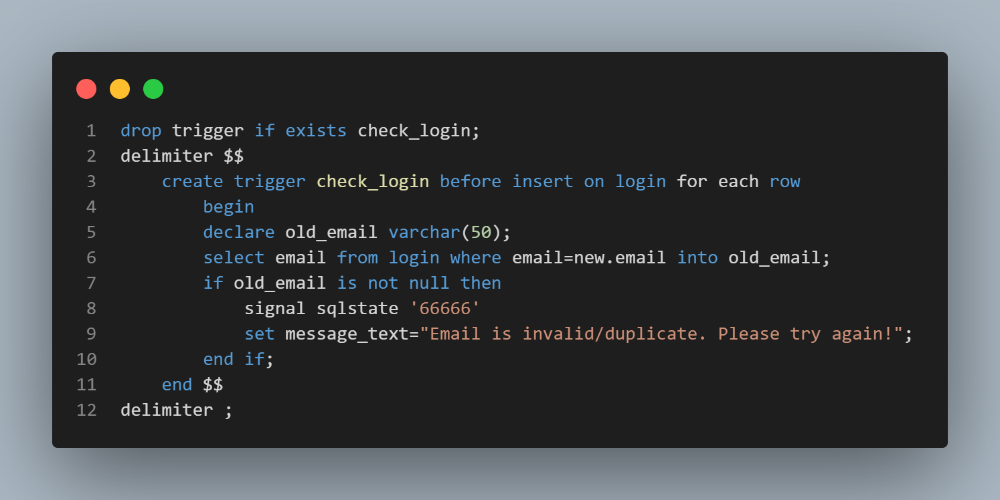 1 drop trigger if exists check_login;
2 delimiter $$
3     create trigger check_login before insert on login for each row
4         begin
5         declare old_email varchar(50);
6         select email from login where email=new.email into old_email;
7         if old_email is not null then
8             signal sqlstate '66666'
9             set message_text="Email is invalid/duplicate. Please try again!";
10         end if;
11     end $$
12 delimiter ;